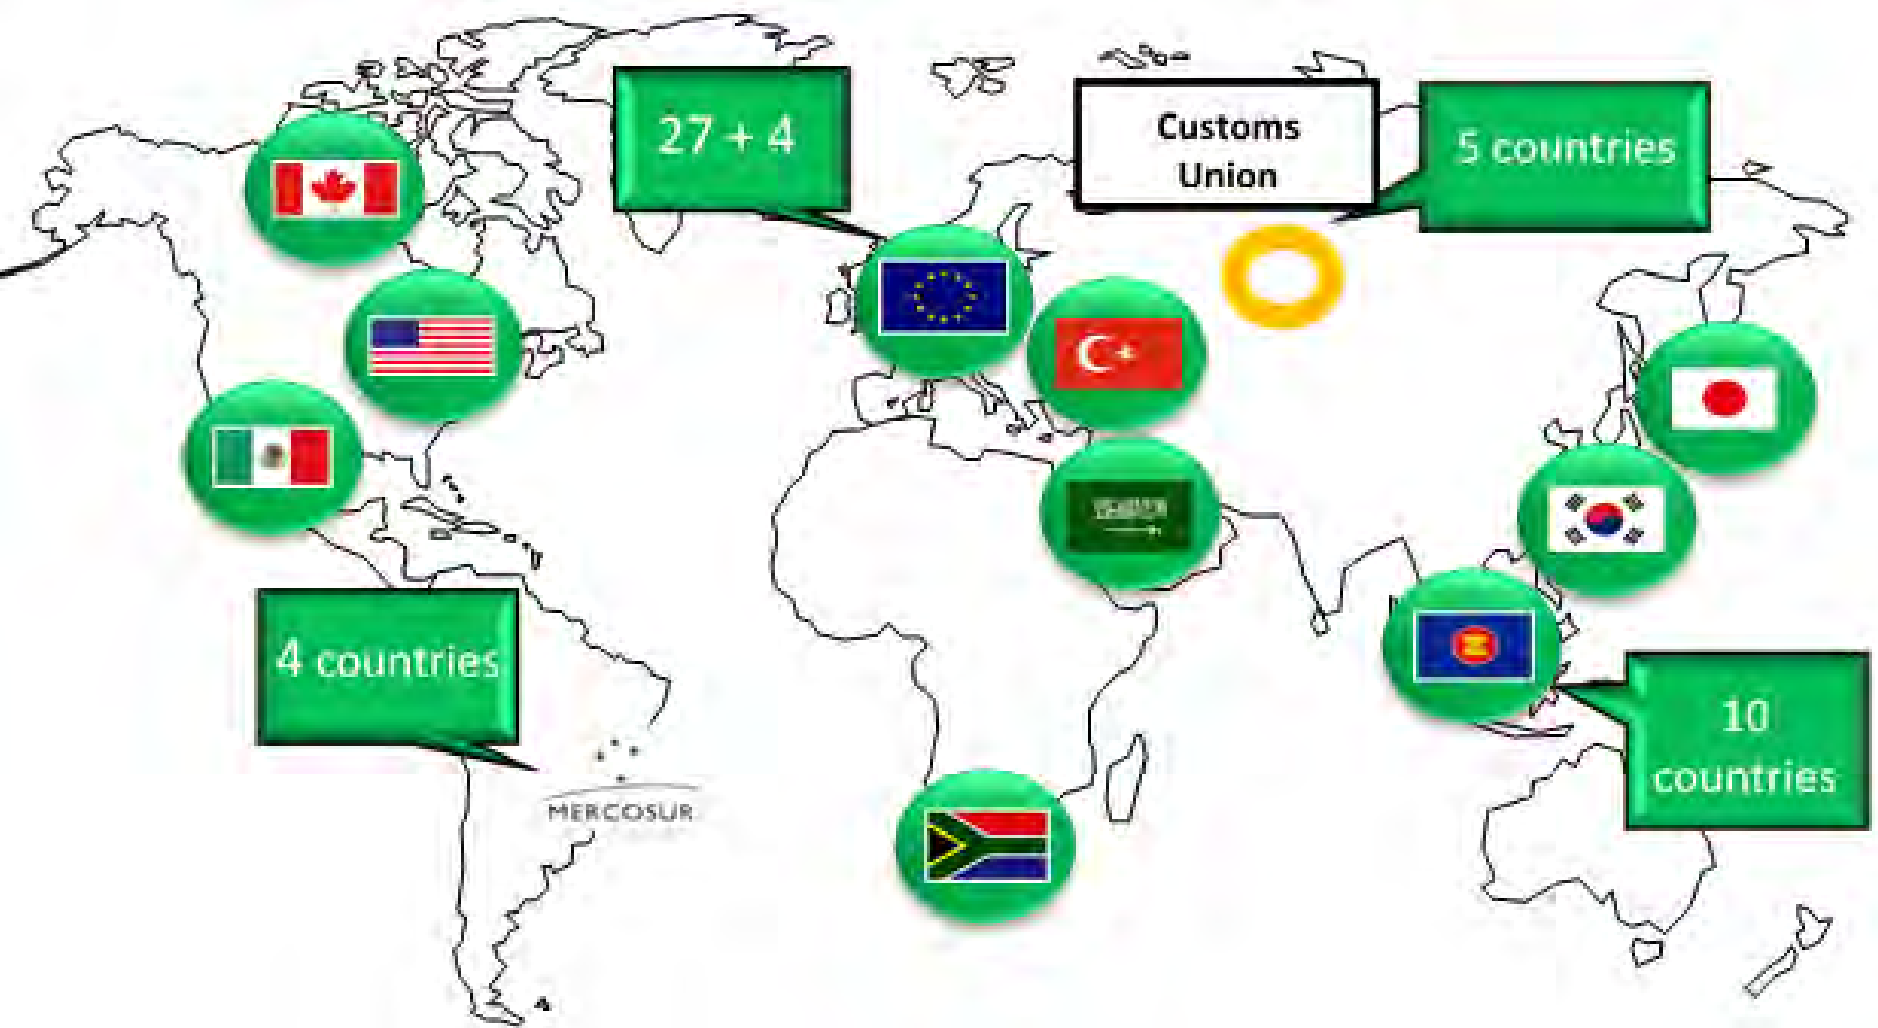 27 + 4
Customs
Union
5 countries
4 countries
MERCOSUR
10
countries